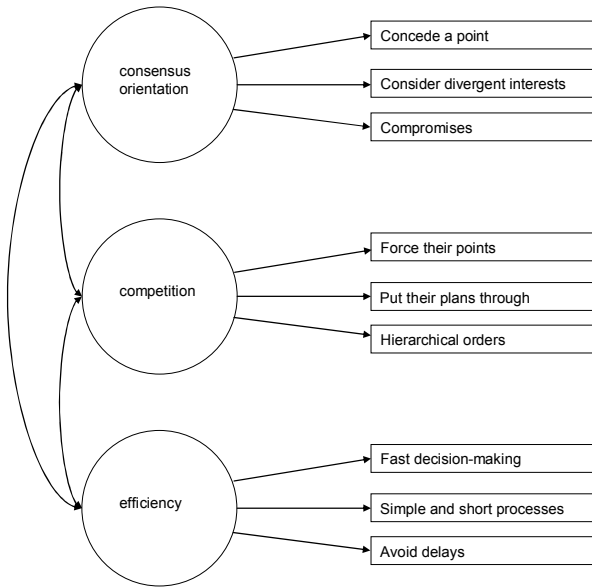 consensus
orientation
Concede a point
Consider divergent interests
Compromises
competition
Force their points
Put their plans through
Hierarchical orders
efficiency
Fast decision-making
Simple and short processes
Avoid delays